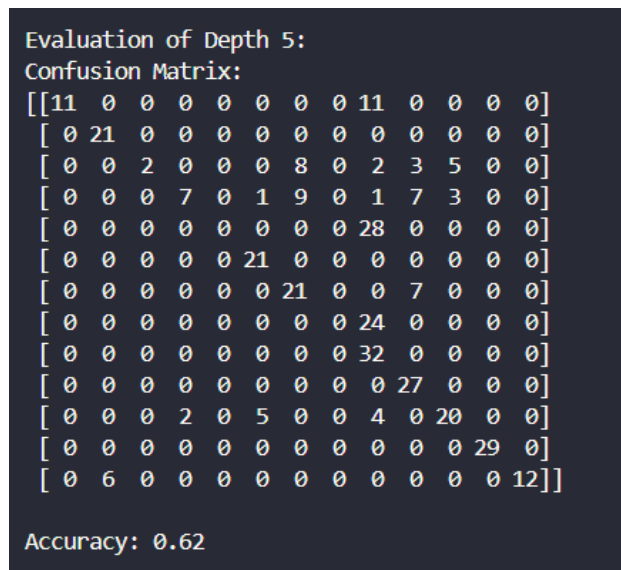 Evaluation of Depth 5:
Confusion Matrix:
[[11  0  0  0  0  0  0  0 11  0  0  0  0]
 [ 0 21  0  0  0  0  0  0  0  0  0  0  0]
 [ 0  0  2  0  0  0  8  0  2  3  5  0  0]
 [ 0  0  0  7  0  1  9  0  1  7  3  0  0]
 [ 0  0  0  0  0  0  0  0 28  0  0  0  0]
 [ 0  0  0  0  0 21  0  0  0  0  0  0  0]
 [ 0  0  0  0  0  0 21  0  0  7  0  0  0]
 [ 0  0  0  0  0  0  0  0 24  0  0  0  0]
 [ 0  0  0  0  0  0  0  0 32  0  0  0  0]
 [ 0  0  0  0  0  0  0  0  0 27  0  0  0]
 [ 0  0  0  2  0  5  0  0  4  0 20  0  0]
 [ 0  0  0  0  0  0  0  0  0  0  0 29  0]
 [ 0  6  0  0  0  0  0  0  0  0  0  0 12]]
Accuracy: 0.62